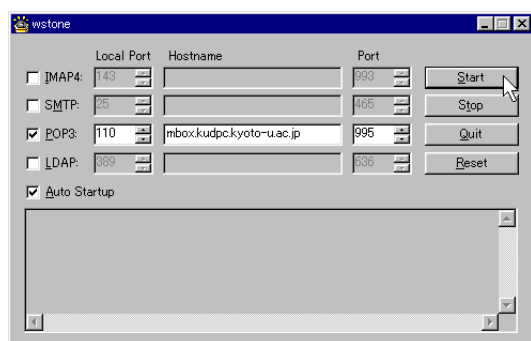 wstone
Local Port Hostname Port
IMAP4: 143 993 Start
SMTP: 25 465 Stop
POP3: 110 mbox.kudpc.kyoto-u.ac.jp 995 Quit
LDAP: 389 636 Reset
Auto Startup